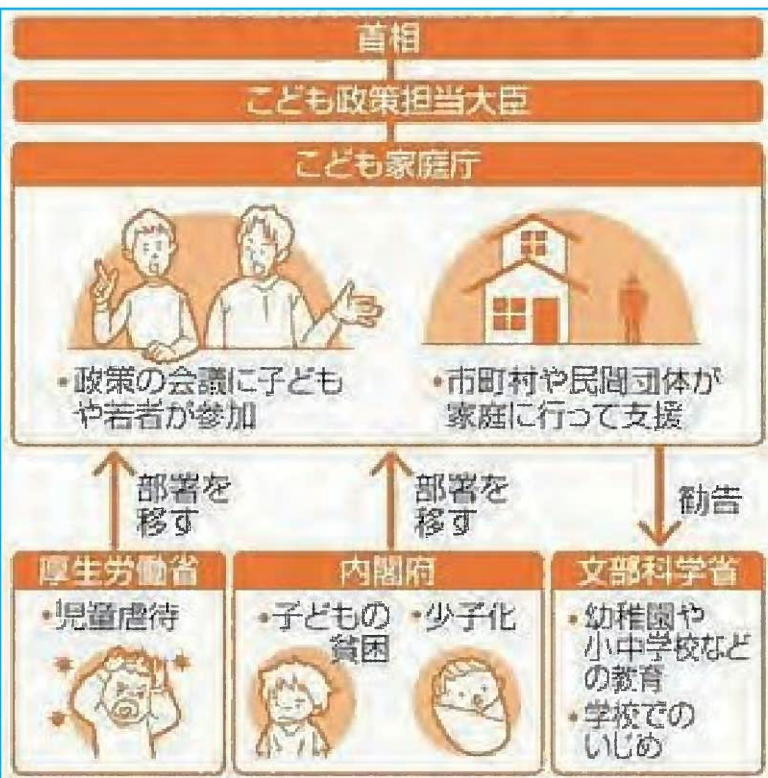 首相
こども政策担当大臣
こども家庭庁
・政策の会議に子ども
や若者が参加
・市町村や民間団体が
家庭に行って支援
部署を
移す
部署を
移す
勧告
厚生労働省
・児童虐待
内閣府
・子どもの
貧困
・少子化
文部科学省
・幼稚園や
小中学校など
の教育
・学校での
いじめ